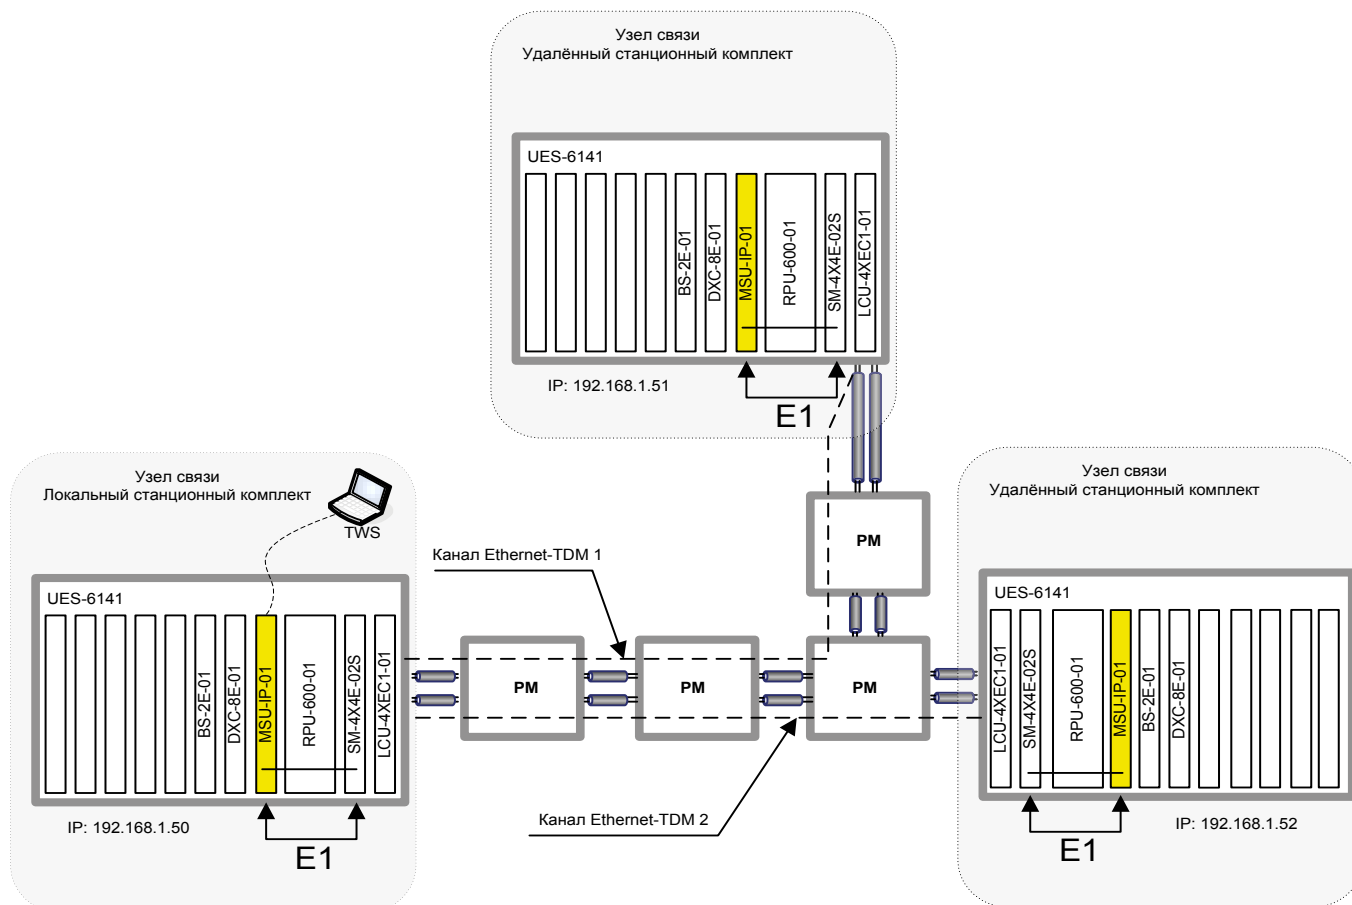 Узел связи
Удалённый станционный комплект
UES-6141
BS-2E-01
DXC-8E-01
MSU-IP-01
RPU-600-01
SM-4X4E-02S
LCU-4XEC1-01
IP: 192.168.1.51
E1
Узел связи
Локальный станционный комплект
TWS
UES-6141
BS-2E-01
DXC-8E-01
MSU-IP-01
RPU-600-01
SM-4X4E-02S
LCU-4XEC1-01
IP: 192.168.1.50
E1
Канал Ethernet-TDM 1
PM
PM
PM
PM
Канал Ethernet-TDM 2
Узел связи
Удалённый станционный комплект
UES-6141
LCU-4XEC1-01
SM-4X4E-02S
RPU-600-01
MSU-IP-01
BS-2E-01
DXC-8E-01
IP: 192.168.1.52
E1